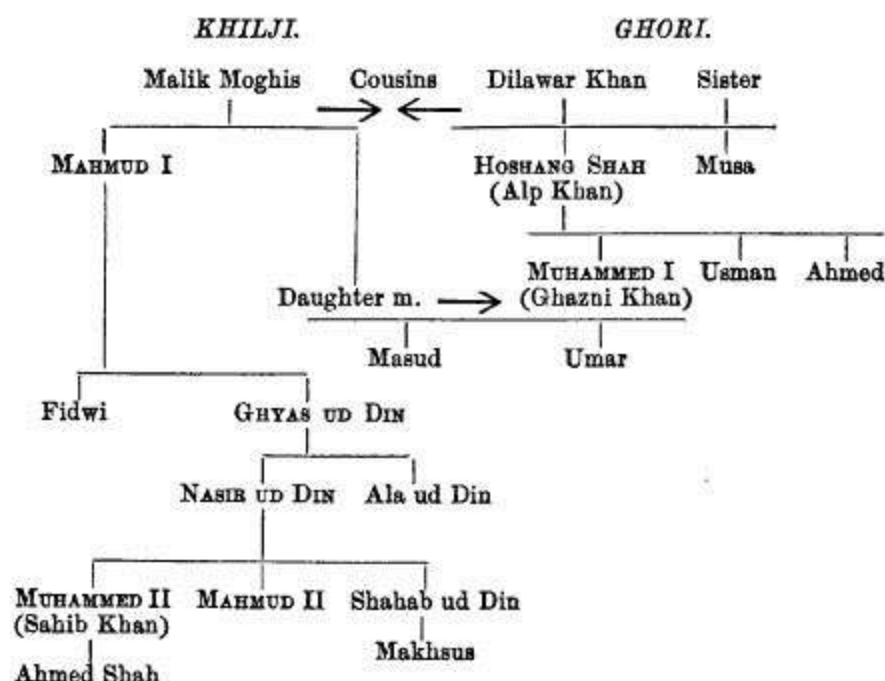 KHILJI. GHORI.
Malik Moghis Cousins Dilawar Khan Sister
MAHMUD I HOSHANG SHAH Musa
(Alp Khan)
MUHAMMED I Usman Ahmed
Daughter m. (Ghazni Khan)
Masud Umar
Fidwi GHYAS UD DIN
NASIR UD DIN Ala ud Din
MUHAMMED II MAHMUD II Shahab ud Din
(Sahib Khan)
Makhsus
Ahmed Shah